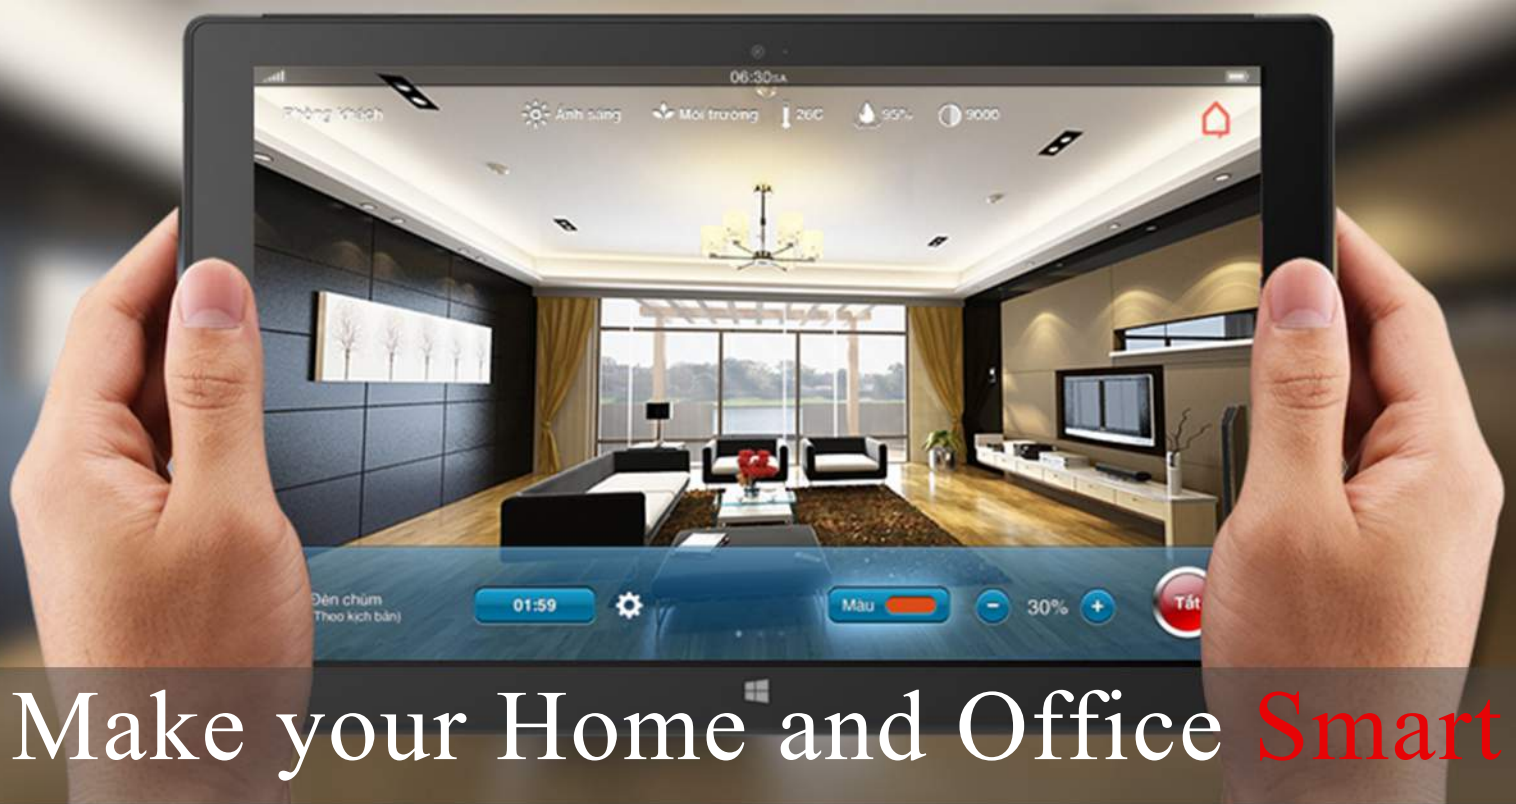 06:30SA
Phòng khách
Ánh sáng
Môi trường
26C
95%
9000
Đèn chùm
(Theo kịch bản)
01:59
Màu
30%
Tắt
Make your Home and Office Smart